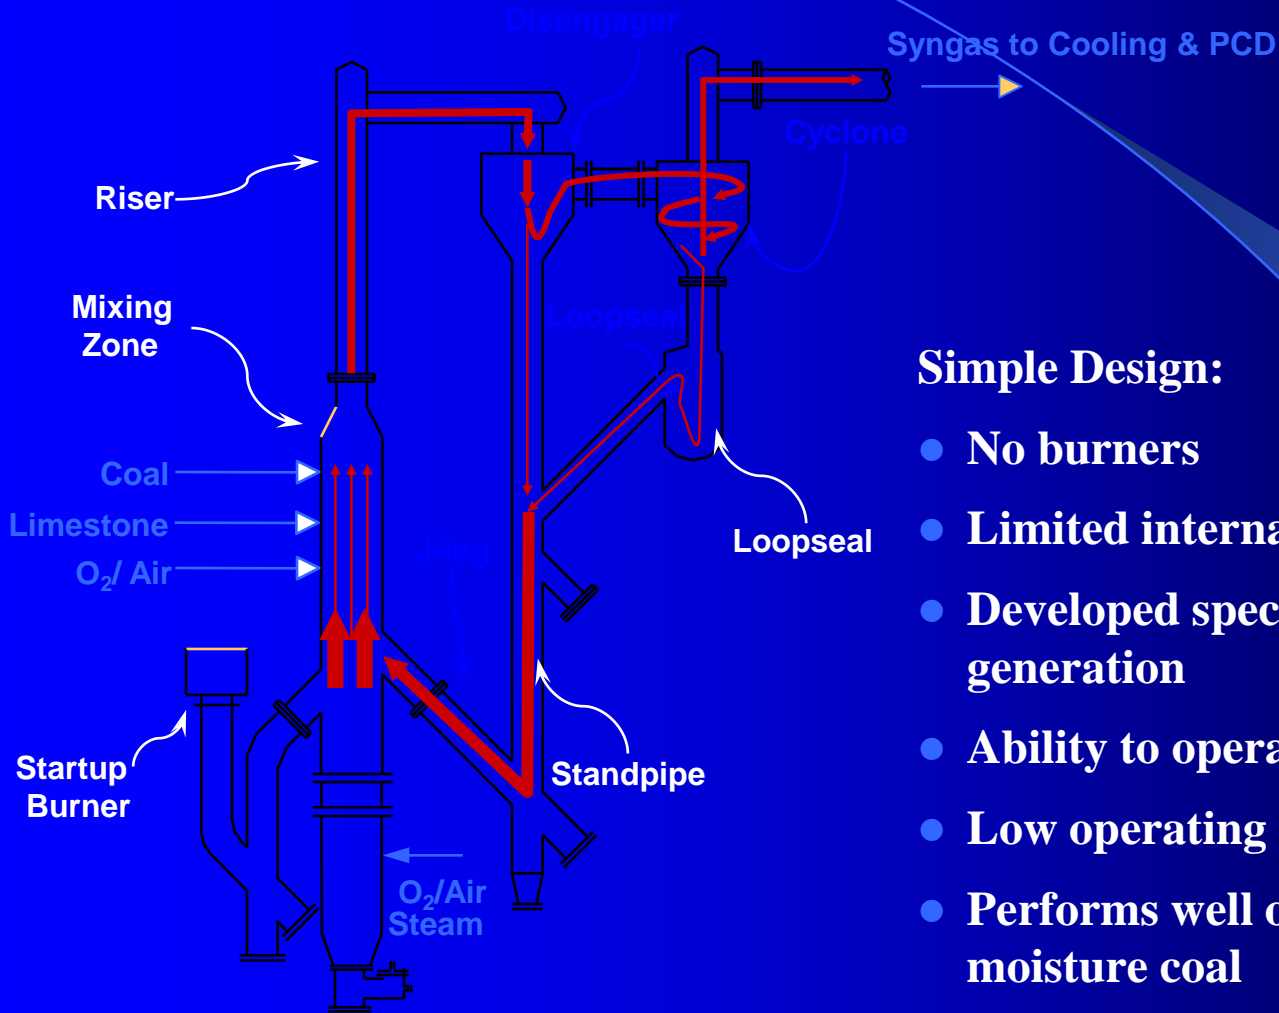 Disengager
Syngas to Cooling & PCD
Cyclone
Riser
Mixing
Zone
Loopseal
Coal
Limestone
O₂/ Air
J-leg
Loopseal
Startup
Burner
Standpipe
O₂/Air
Steam
Simple Design:
● No burners
● Limited interna
● Developed spec
generation
● Ability to opera
● Low operating
● Performs well o
moisture coal